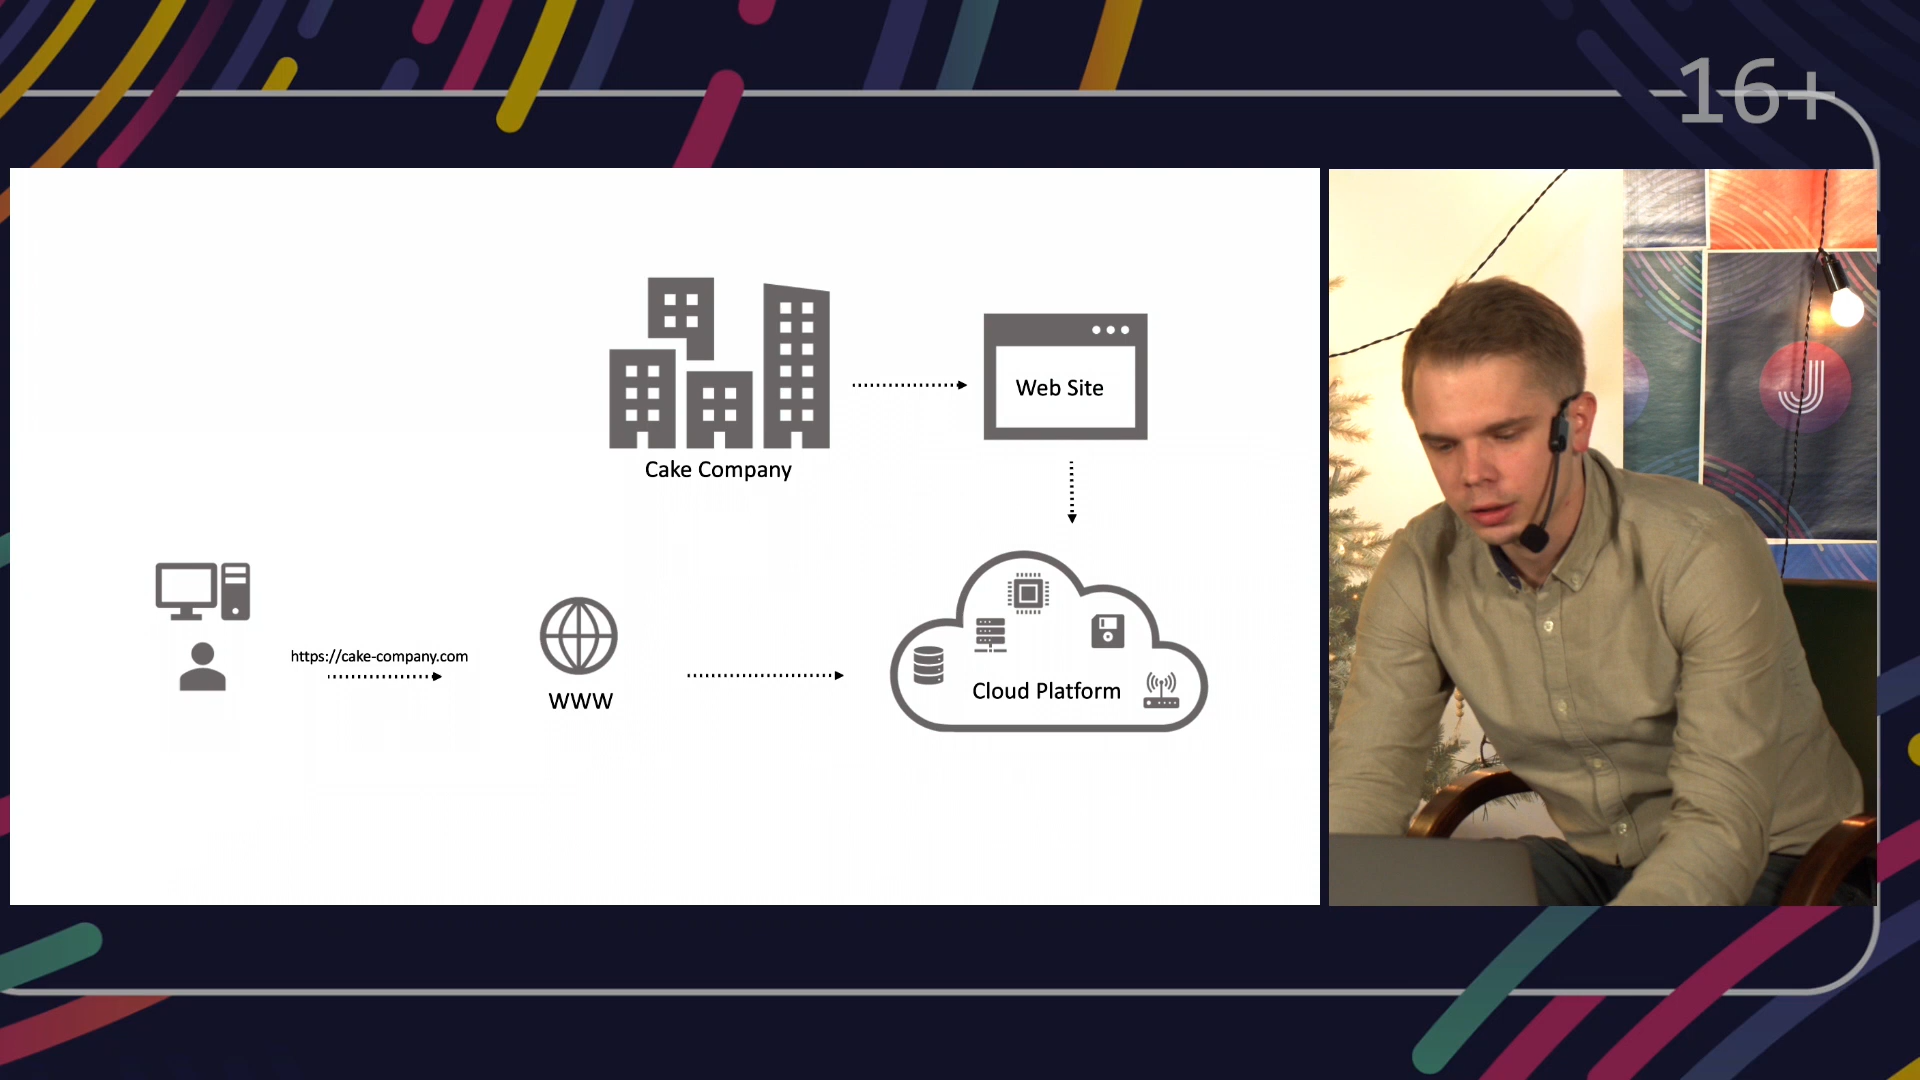 16+
Web Site
Cake Company
https://cake-company.com
WWW
Cloud Platform